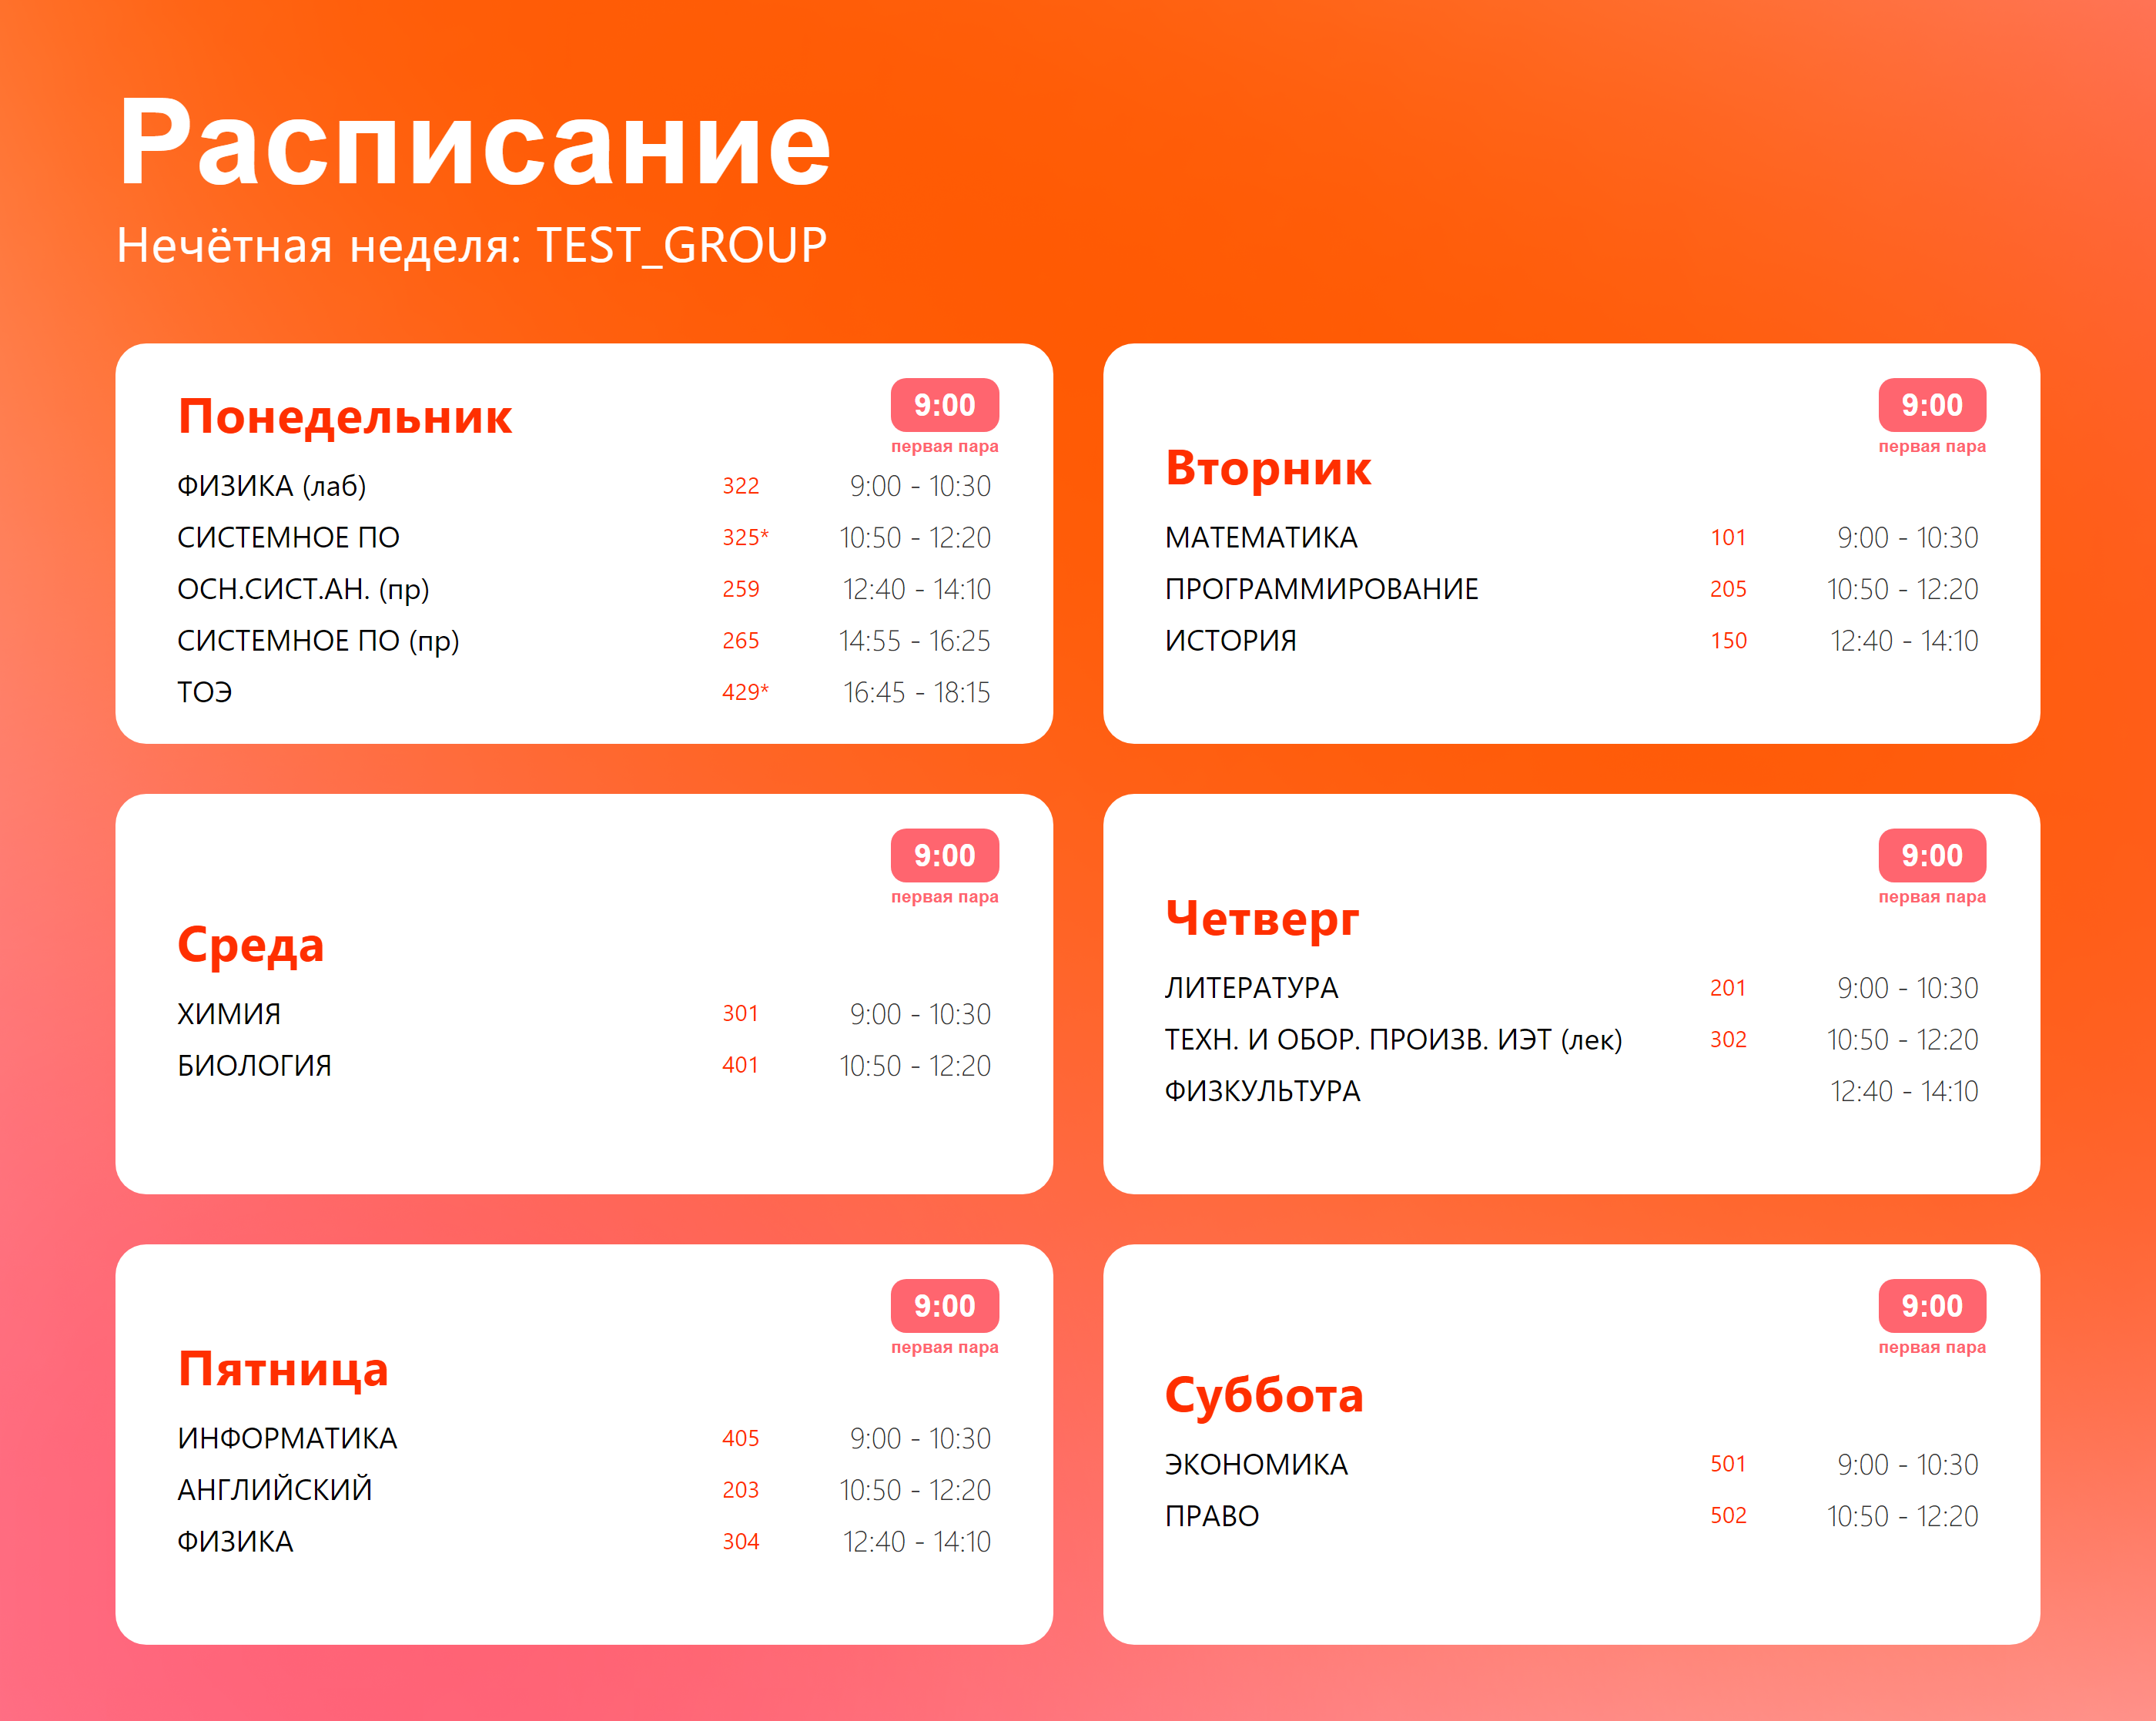 Расписание
Нечётная неделя: TEST_GROUP
Понедельник
9:00
первая пара
ФИЗИКА (лаб) 322 9:00 - 10:30
СИСТЕМНОЕ ПО 325* 10:50 - 12:20
ОСН.СИСТ.АН. (пр) 259 12:40 - 14:10
СИСТЕМНОЕ ПО (пр) 265 14:55 - 16:25
ТОЭ 429* 16:45 - 18:15
Вторник
9:00
первая пара
МАТЕМАТИКА 101 9:00 - 10:30
ПРОГРАММИРОВАНИЕ 205 10:50 - 12:20
ИСТОРИЯ 150 12:40 - 14:10
Среда
9:00
первая пара
ХИМИЯ 301 9:00 - 10:30
БИОЛОГИЯ 401 10:50 - 12:20
Четверг
9:00
первая пара
ЛИТЕРАТУРА 201 9:00 - 10:30
ТЕХН. И ОБОР. ПРОИЗВ. ИЭТ (лек) 302 10:50 - 12:20
ФИЗКУЛЬТУРА 12:40 - 14:10
Пятница
9:00
первая пара
ИНФОРМАТИКА 405 9:00 - 10:30
АНГЛИЙСКИЙ 203 10:50 - 12:20
ФИЗИКА 304 12:40 - 14:10
Суббота
9:00
первая пара
ЭКОНОМИКА 501 9:00 - 10:30
ПРАВО 502 10:50 - 12:20